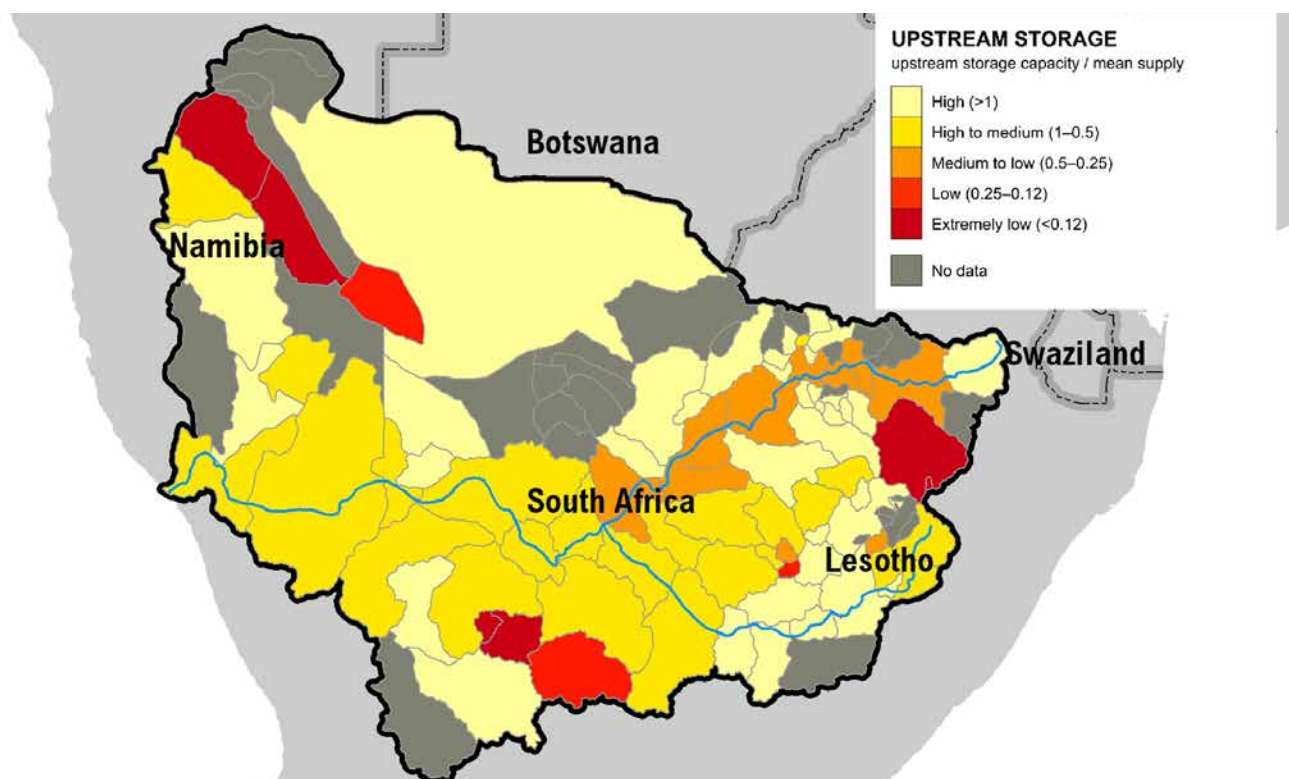 UPSTREAM STORAGE
upstream storage capacity / mean supply
High (>1)
High to medium (1–0.5)
Medium to low (0.5–0.25)
Low (0.25–0.12)
Extremely low (<0.12)
No data
Botswana
Namibia
Swaziland
South Africa
Lesotho